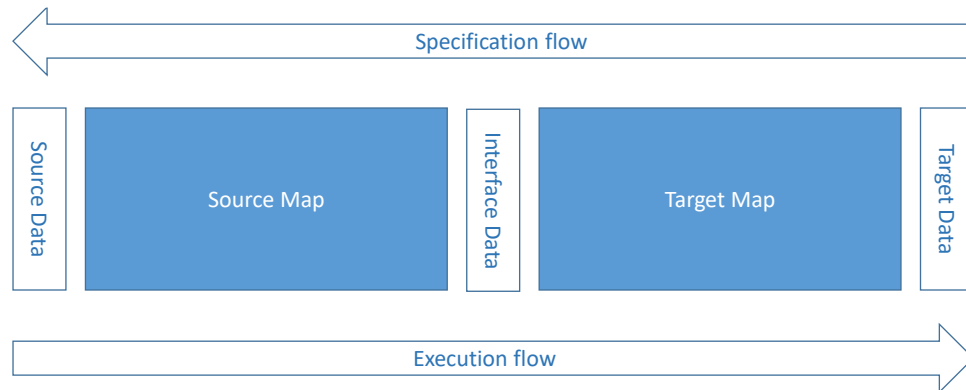 Specification flow
Source Data
Source Map
Interface Data
Target Map
Target Data
Execution flow